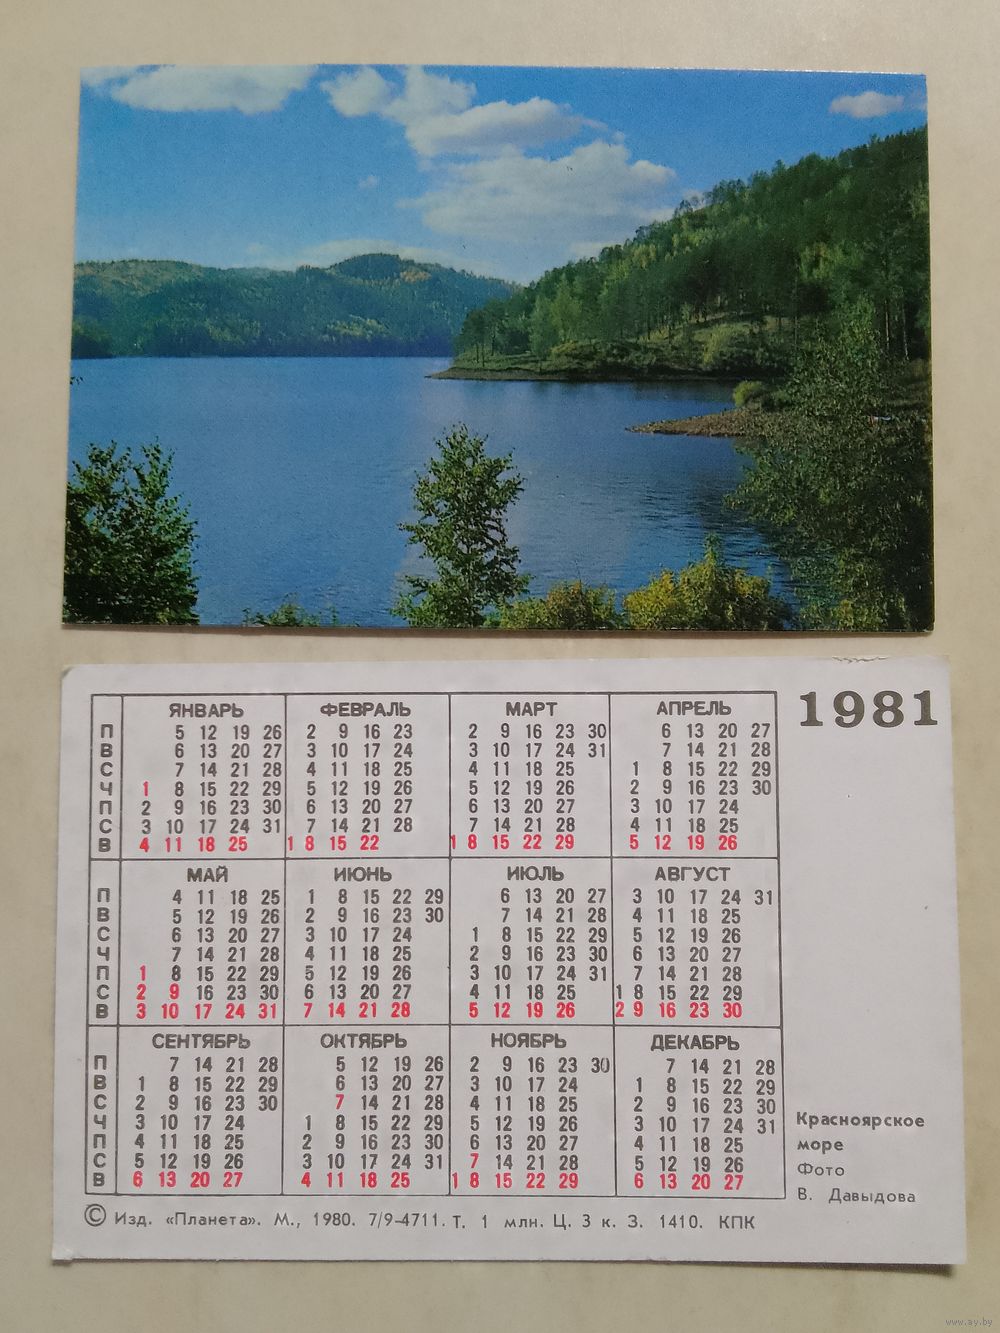 1981
ЯНВАРЬ ФЕВРАЛЬ МАРТ АПРЕЛЬ
П 5 12 19 26 2 9 16 23 2 9 16 23 30 6 13 20 27
В 6 13 20 27 3 10 17 24 3 10 17 24 31 7 14 21 28
С 7 14 21 28 4 11 18 25 4 11 18 25 1 8 15 22 29
Ч 1 8 15 22 29 5 12 19 26 5 12 19 26 2 9 16 23 30
П 2 9 16 23 30 6 13 20 27 6 13 20 27 3 10 17 24
С 3 10 17 24 31 7 14 21 28 7 14 21 28 4 11 18 25
В 4 11 18 25 1 8 15 22 1 8 15 22 29 5 12 19 26
МАЙ ИЮНЬ ИЮЛЬ АВГУСТ
П 4 11 18 25 1 8 15 22 29 6 13 20 27 3 10 17 24 31
В 5 12 19 26 2 9 16 23 30 7 14 21 28 4 11 18 25
С 6 13 20 27 3 10 17 24 1 8 15 22 29 5 12 19 26
Ч 7 14 21 28 4 11 18 25 2 9 16 23 30 6 13 20 27
П 1 8 15 22 29 5 12 19 26 3 10 17 24 31 7 14 21 28
С 2 9 16 23 30 6 13 20 27 4 11 18 25 1 8 15 22 29
В 3 10 17 24 31 7 14 21 28 5 12 19 26 2 9 16 23 30
СЕНТЯБРЬ ОКТЯБРЬ НОЯБРЬ ДЕКАБРЬ
П 7 14 21 28 5 12 19 26 2 9 16 23 30 7 14 21 28
В 1 8 15 22 29 6 13 20 27 3 10 17 24 1 8 15 22 29
С 2 9 16 23 30 7 14 21 28 4 11 18 25 2 9 16 23 30
Ч 3 10 17 24 1 8 15 22 29 5 12 19 26 3 10 17 24 31
П 4 11 18 25 2 9 16 23 30 6 13 20 27 4 11 18 25
С 5 12 19 26 3 10 17 24 31 7 14 21 28 5 12 19 26
В 6 13 20 27 4 11 18 25 1 8 15 22 29 6 13 20 27
Красноярское
море
Фото
В. Давыдова
© Изд. «Планета». М., 1980. 7/9-4711. Т. 1 млн. Ц. 3 к. З. 1410. КПК
www.ay.by